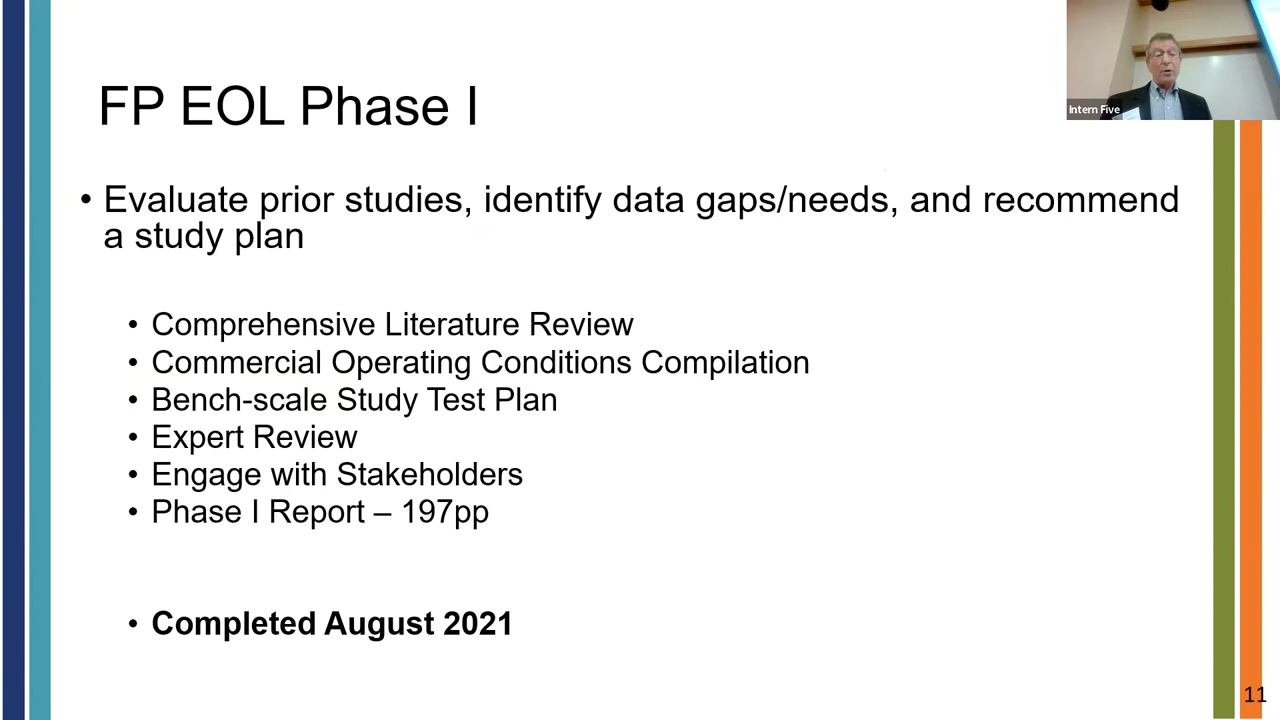 FP EOL Phase I
Intern Five
• Evaluate prior studies, identify data gaps/needs, and recommend
a study plan
• Comprehensive Literature Review
• Commercial Operating Conditions Compilation
• Bench-scale Study Test Plan
• Expert Review
• Engage with Stakeholders
• Phase I Report – 197pp
• Completed August 2021
11